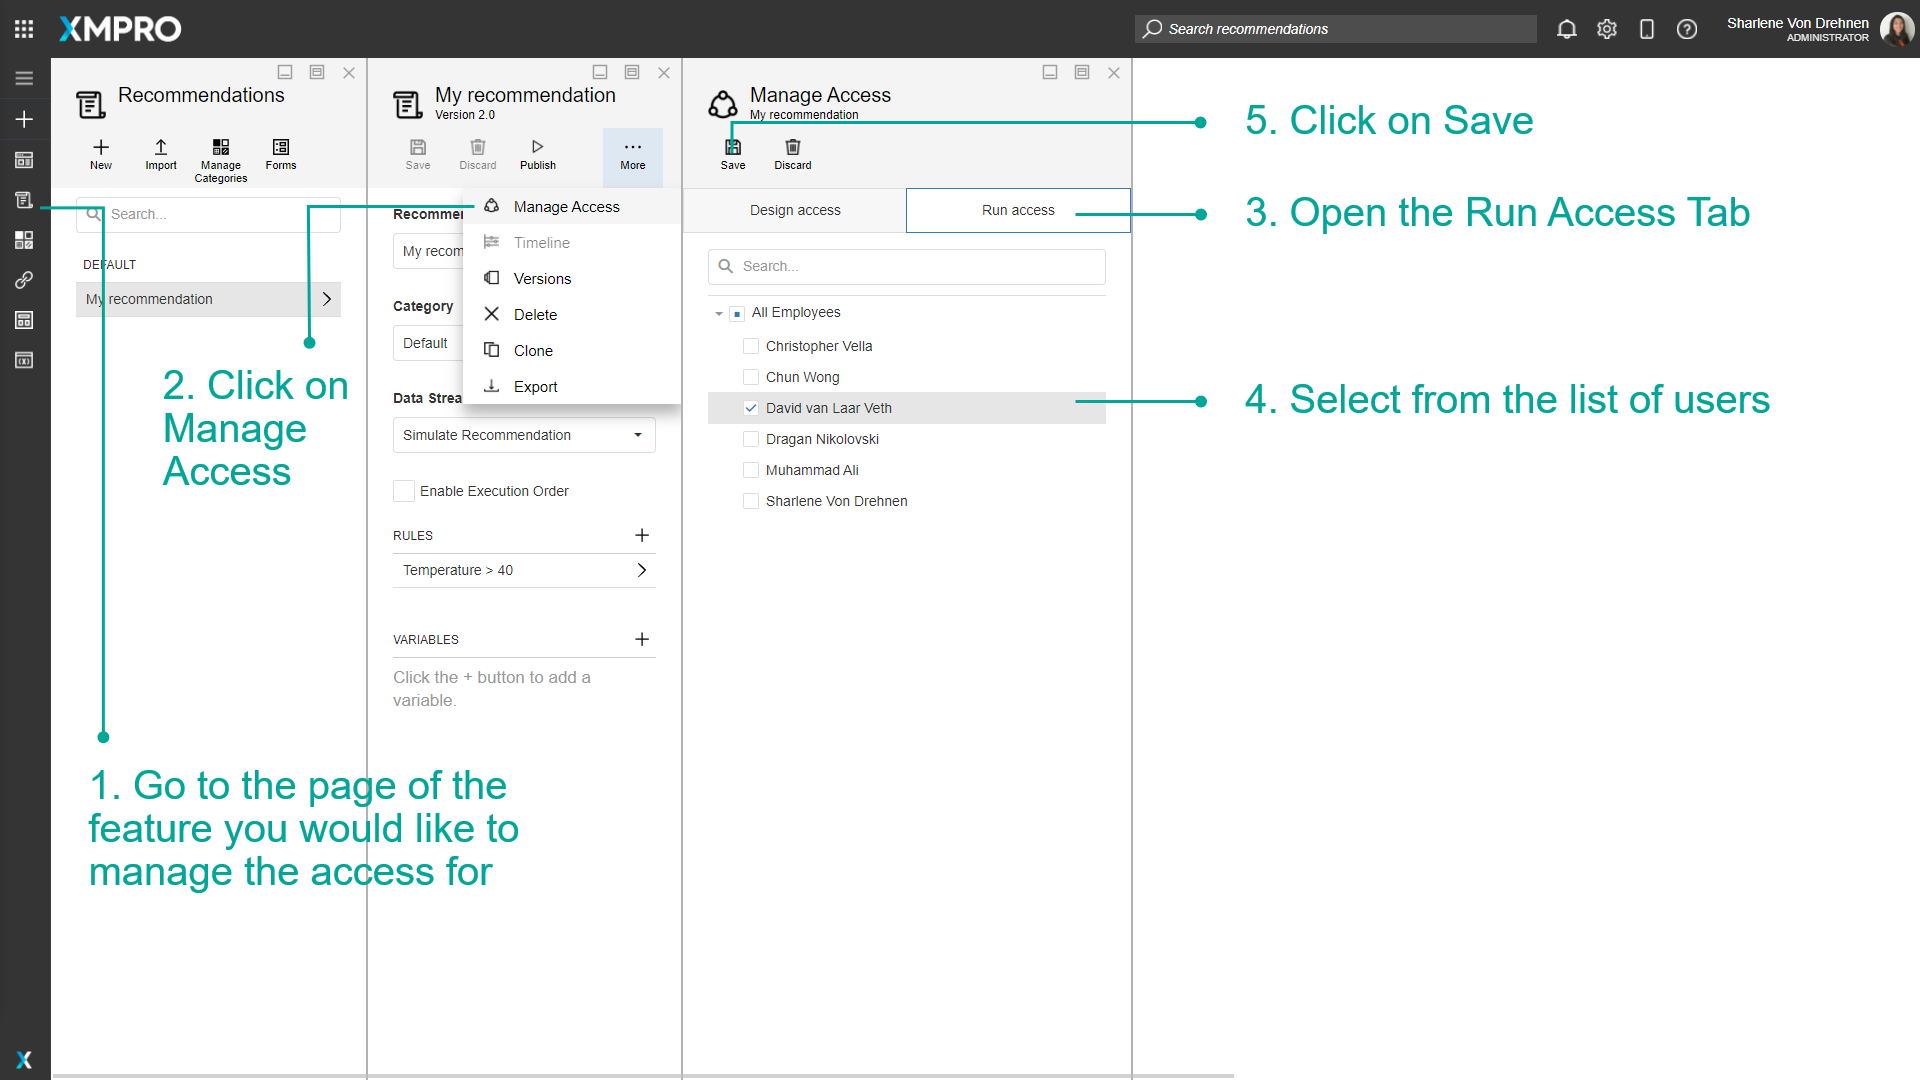 XMPRO
Search recommendations
Sharlene Von Drehnen
ADMINISTRATOR
Recommendations
New
Import
Manage
Categories
Forms
Search...
DEFAULT
My recommendation
My recommendation
Version 2.0
Save
Discard
Publish
More
Manage Access
Timeline
Versions
Delete
Clone
Export
Recommen
My recom
Category
Default
Data Strea
Simulate Recommendation
Enable Execution Order
RULES
Temperature > 40
VARIABLES
Click the + button to add a
variable.
Manage Access
My recommendation
Save
Discard
Design access
Run access
Search...
All Employees
Christopher Vella
Chun Wong
David van Laar Veth
Dragan Nikolovski
Muhammad Ali
Sharlene Von Drehnen
1. Go to the page of the
feature you would like to
manage the access for
2. Click on
Manage
Access
5. Click on Save
3. Open the Run Access Tab
4. Select from the list of users